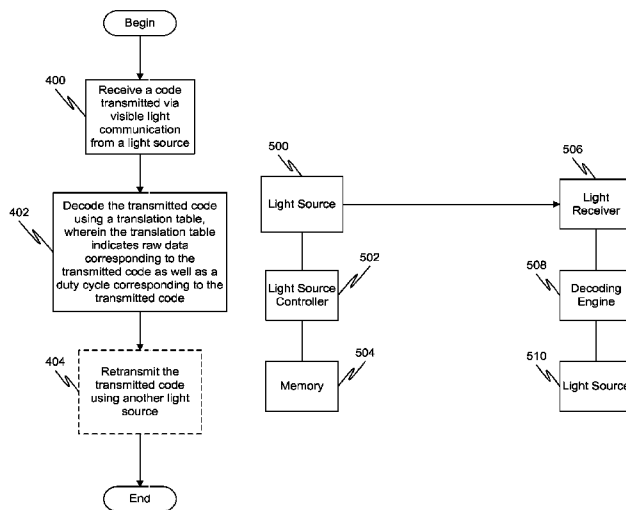 Begin
400
Receive a code
transmitted via
visible light
communication
from a light source
402
Decode the transmitted code
using a translation table,
wherein the translation table
indicates raw data
corresponding to the
transmitted code as well as a
duty cycle corresponding to the
transmitted code
404
Retransmit the
transmitted code
using another light
source
End
500
Light Source
502
Light Source
Controller
504
Memory
506
Light
Receiver
508
Decoding
Engine
510
Light Source